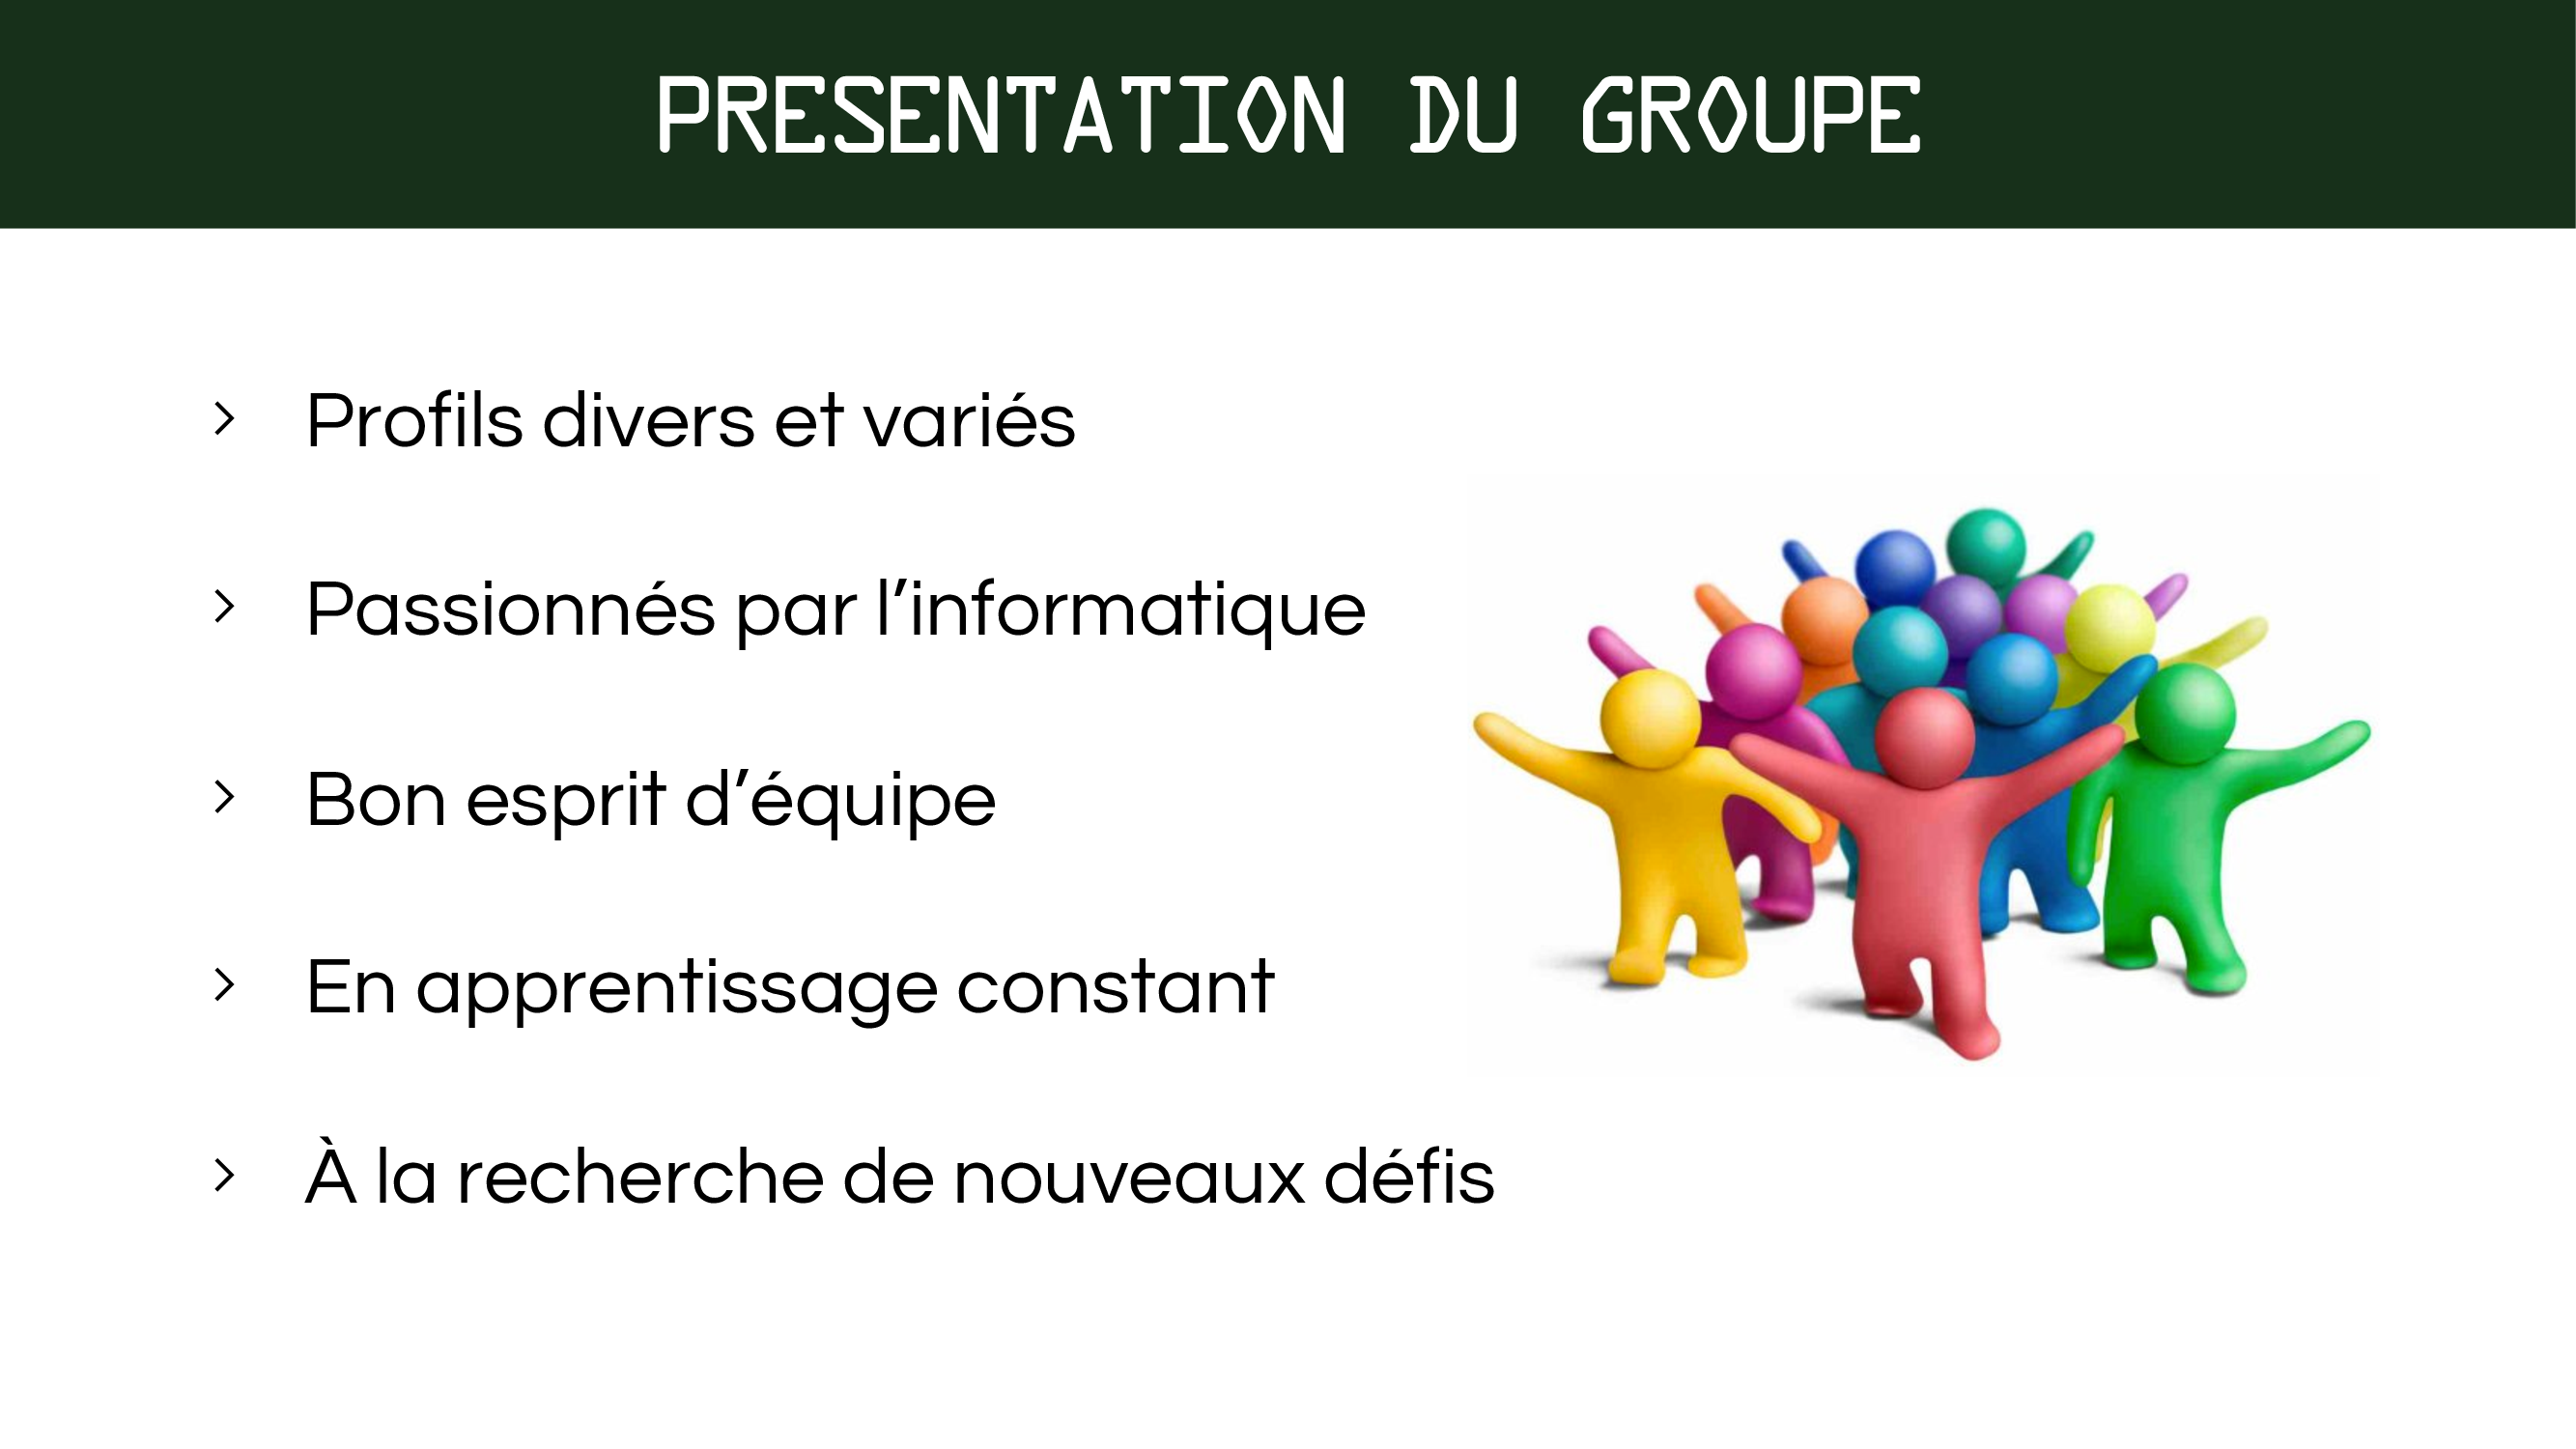 PRESENTATION DU GROUPE
Profils divers et variés
Passionnés par l’informatique
Bon esprit d’équipe
En apprentissage constant
À la recherche de nouveaux défis